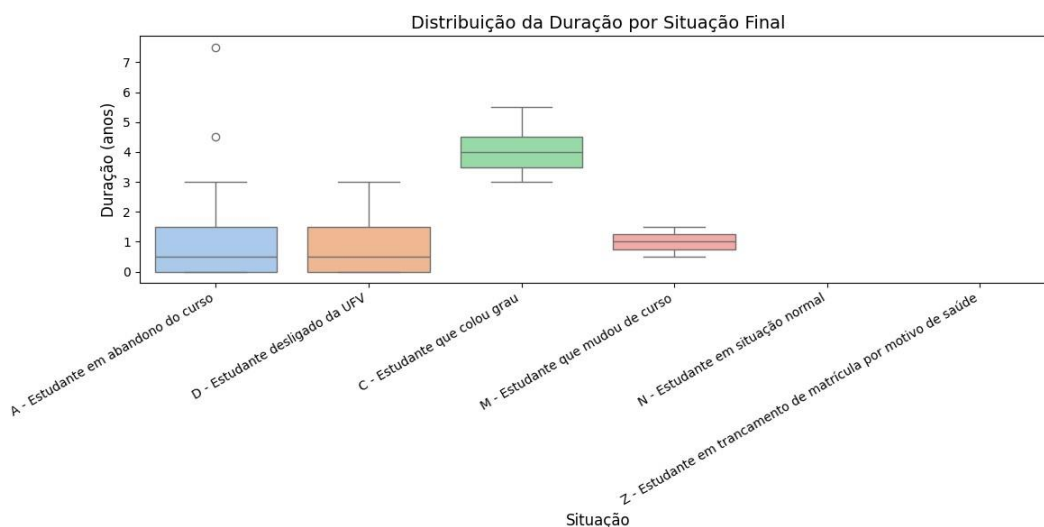 Distribuição da Duração por Situação Final
Duração (anos)
7
6
5
4
3
2
1
0
A - Estudante em abandono do curso
D - Estudante desligado da UFV
C - Estudante que colou grau
M - Estudante que mudou de curso
N - Estudante em situação normal
Z - Estudante em trancamento de matrícula por motivo de saúde
Situação